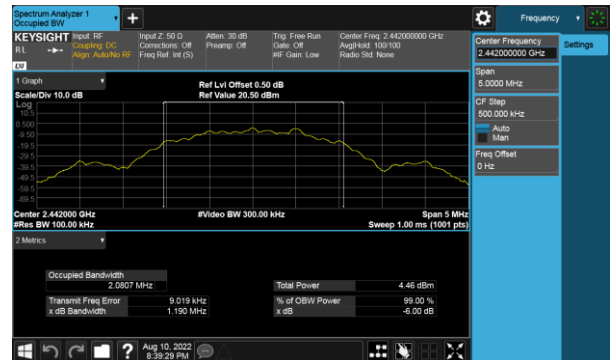 Spectrum Analyzer 1
Occupied BW
+
Frequency
KEYSIGHT
RL
Input: RF
Coupling: DC
Align: Auto/No RF
Input Z: 50 Ω
Corrections: Off
Freq Ref: Int (S)
Atten: 30 dB
Preamp: Off
Trig: Free Run
Gate: Off
#IF Gain: Low
Center Freq: 2.442000000 GHz
Avg|Hold: 100/100
Radio Std: None
LNI
1 Graph
Scale/Div 10.0 dB
Ref Lvl Offset 0.50 dB
Ref Value 20.50 dBm
Log
10.5
0.500
-9.50
-19.5
-29.5
-39.5
-49.5
-59.5
-69.5
Center 2.442000 GHz
#Res BW 100.00 kHz
#Video BW 300.00 kHz
Span 5 MHz
Sweep 1.00 ms (1001 pts)
2 Metrics
Occupied Bandwidth
2.0807 MHz
Transmit Freq Error 9.019 kHz
x dB Bandwidth 1.190 MHz
Total Power 4.46 dBm
% of OBW Power 99.00 %
x dB -6.00 dB
Center Frequency
2.442000000 GHz
Settings
Span
5.0000 MHz
CF Step
500.000 kHz
Auto
Man
Freq Offset
0 Hz
?
Aug 10, 2022
8:39:29 PM